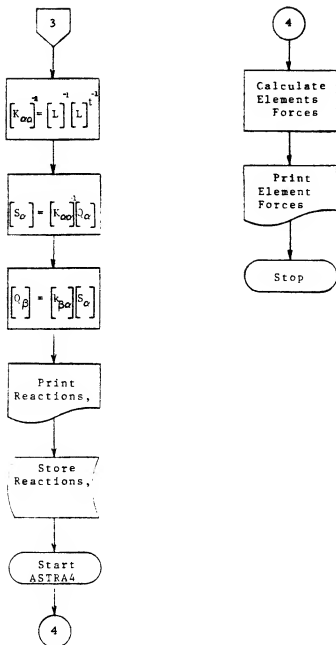 3
[K_αα]^-1 = [L]^-1 [L]^t^-1
[S_α] = [K_αα]^-1 [Q_α]
[Q_β] = [k_βα] [S_α]
Print
Reactions,
Store
Reactions,
Start
ASTRA4
4
4
Calculate
Elements
Forces
Print
Element
Forces
Stop